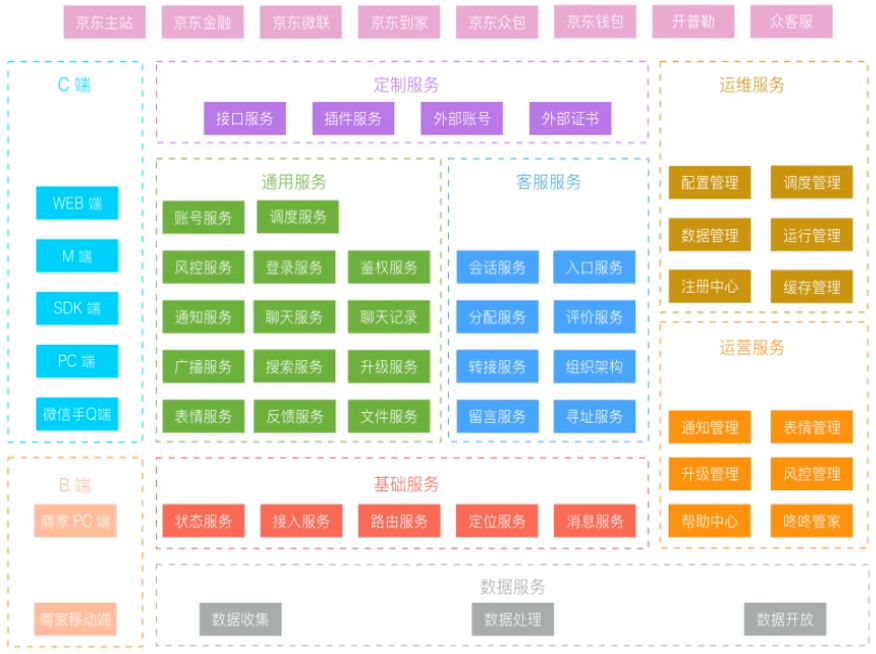 京东主站 京东金融 京东微联 京东到家 京东众包 京东钱包 开普勒 众客服
C 端
WEB 端
M 端
SDK 端
PC 端
微信手Q端
B 端
商家 PC 端
商家移动端
定制服务
接口服务 插件服务 外部账号 外部证书
通用服务
账号服务 调度服务
风控服务 登录服务 鉴权服务
通知服务 聊天服务 聊天记录
广播服务 搜索服务 升级服务
表情服务 反馈服务 文件服务
客服服务
会话服务 入口服务
分配服务 评价服务
转接服务 组织架构
留言服务 寻址服务
基础服务
状态服务 接入服务 路由服务 定位服务 消息服务
运维服务
配置管理 调度管理
数据管理 运行管理
注册中心 缓存管理
运营服务
通知管理 表情管理
升级管理 风控管理
帮助中心 咚咚管家
数据服务
数据收集 数据处理 数据开放